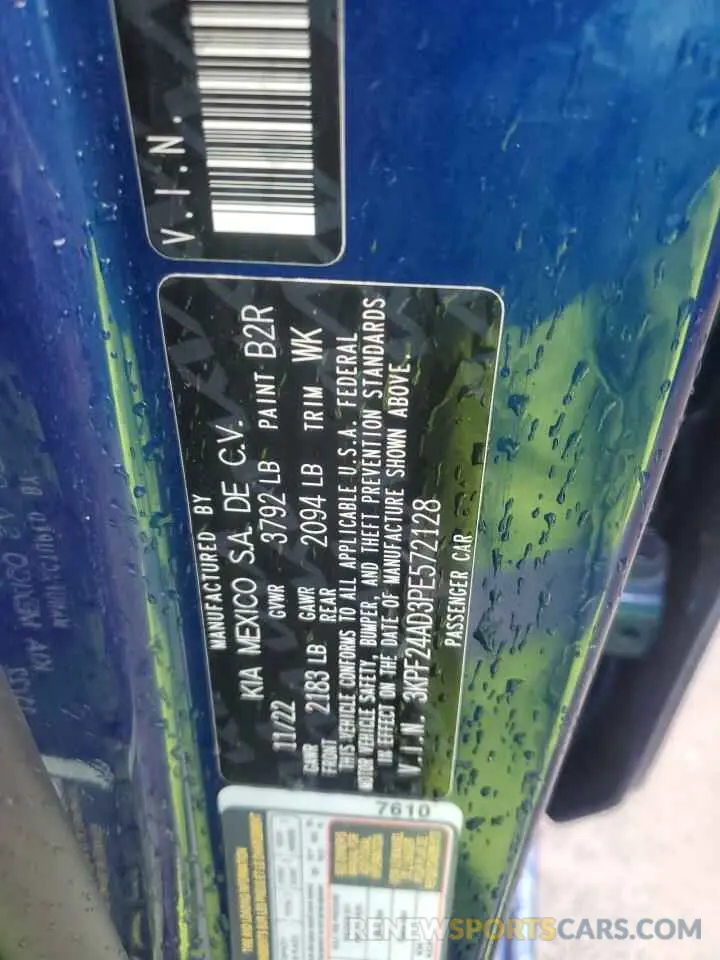 V.I.N.
MANUFACTURED BY
KIA MEXICO S.A. DE C.V.
11/22 GVWR 3792 LB PAINT B2R
GAWR FRONT 2183 LB GAWR REAR 2094 LB TRIM WK
THIS VEHICLE CONFORMS TO ALL APPLICABLE U.S.A. FEDERAL
MOTOR VEHICLE SAFETY, BUMPER, AND THEFT PREVENTION STANDARDS
IN EFFECT ON THE DATE OF MANUFACTURE SHOWN ABOVE.
V.I.N. 3KPF24AD3PE572128
PASSENGER CAR
7610
RENEWSPORTSCARS.COM